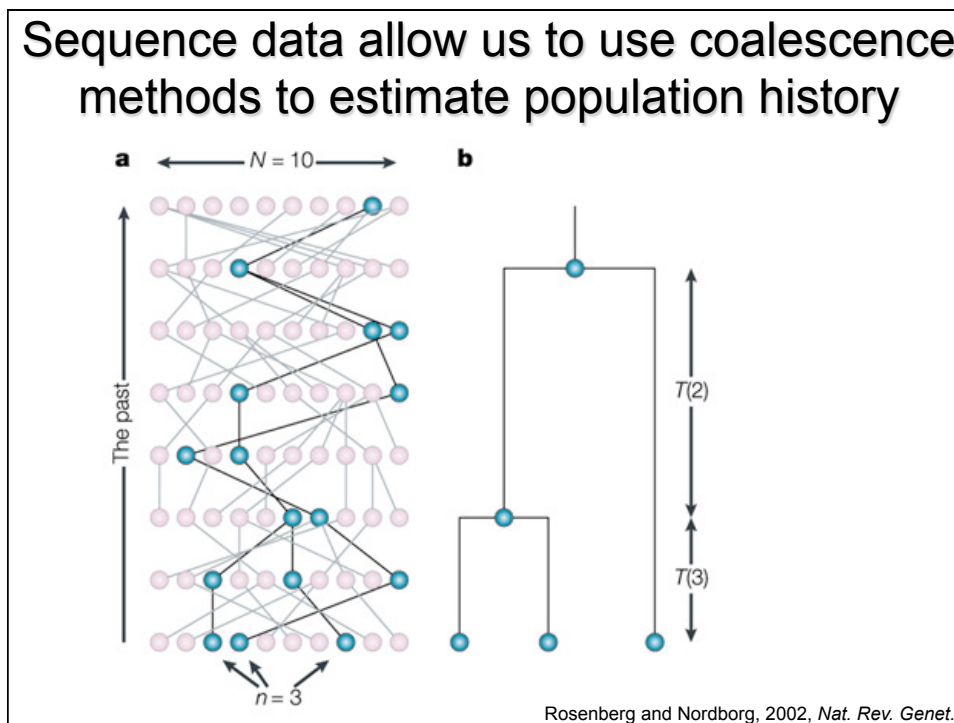 Sequence data allow us to use coalescence
methods to estimate population history
a
N = 10
b
The past
T(2)
T(3)
n = 3
Rosenberg and Nordborg, 2002, Nat. Rev. Genet.